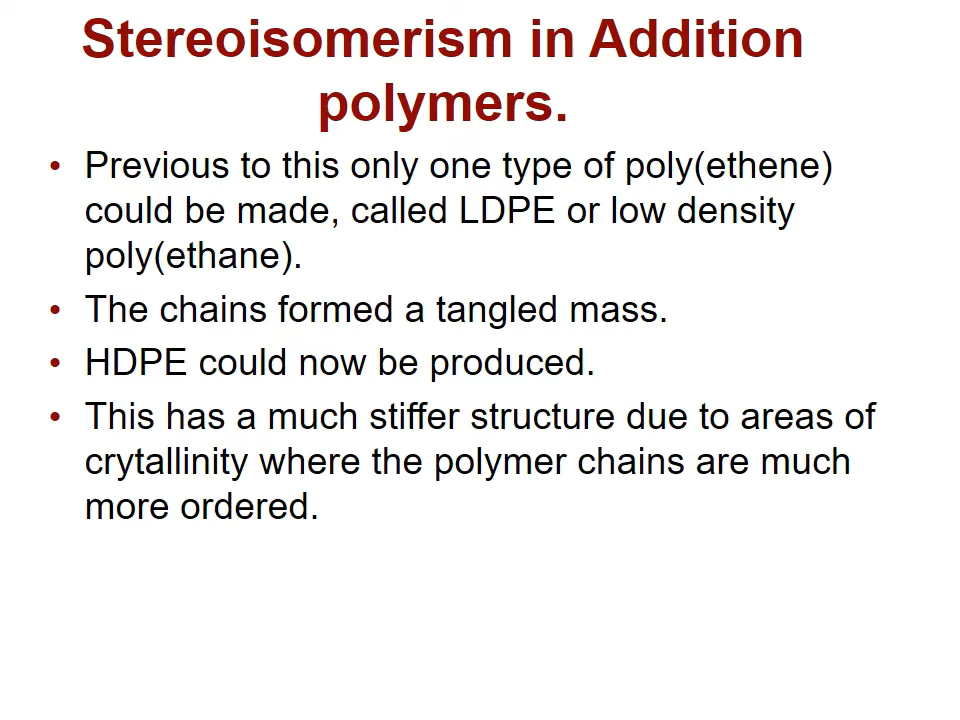 Stereoisomerism in Addition
polymers.
• Previous to this only one type of poly(ethene)
could be made, called LDPE or low density
poly(ethane).
• The chains formed a tangled mass.
• HDPE could now be produced.
• This has a much stiffer structure due to areas of
crytallinity where the polymer chains are much
more ordered.